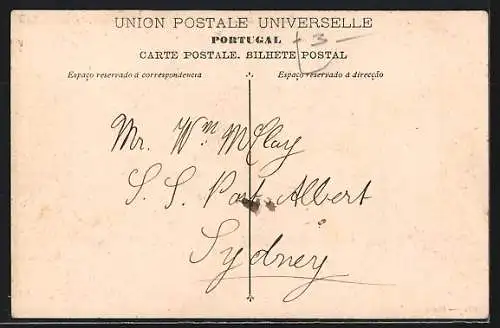 UNION POSTALE UNIVERSELLE
PORTUGAL
CARTE POSTALE. BILHETE POSTAL
3
Espaço reservado á correspondencia
Espaço reservado á direcção
Mr. Wm McClay
S. S. Port Albert
Sydney